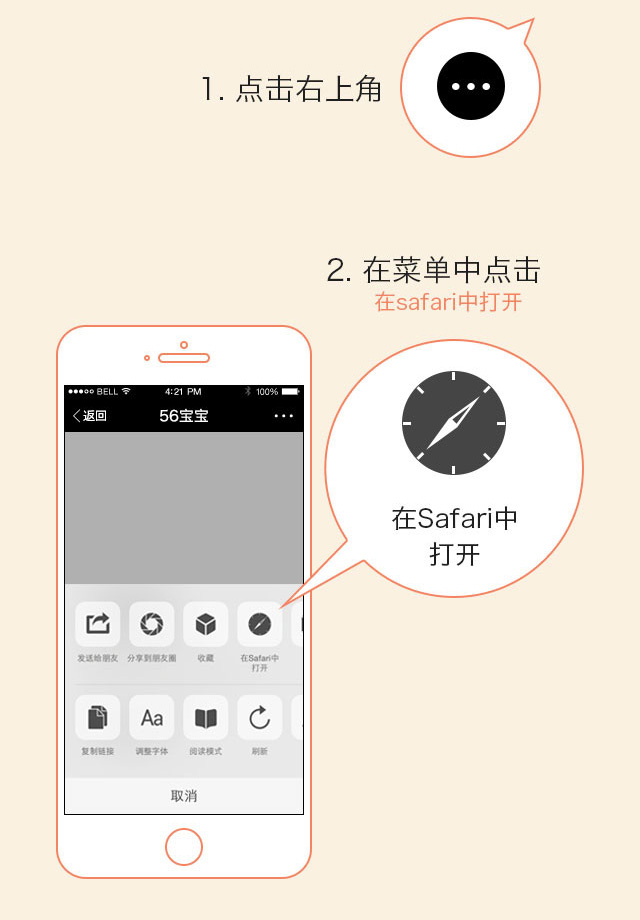 1. 点击右上角
2. 在菜单中点击
在safari中打开
BELL 4:21 PM 100%
返回 56宝宝
在Safari中
打开
发送给朋友 分享到朋友圈 收藏 在Safari中
打开
Aa
复制链接 调整字体 阅读模式 刷新
取消